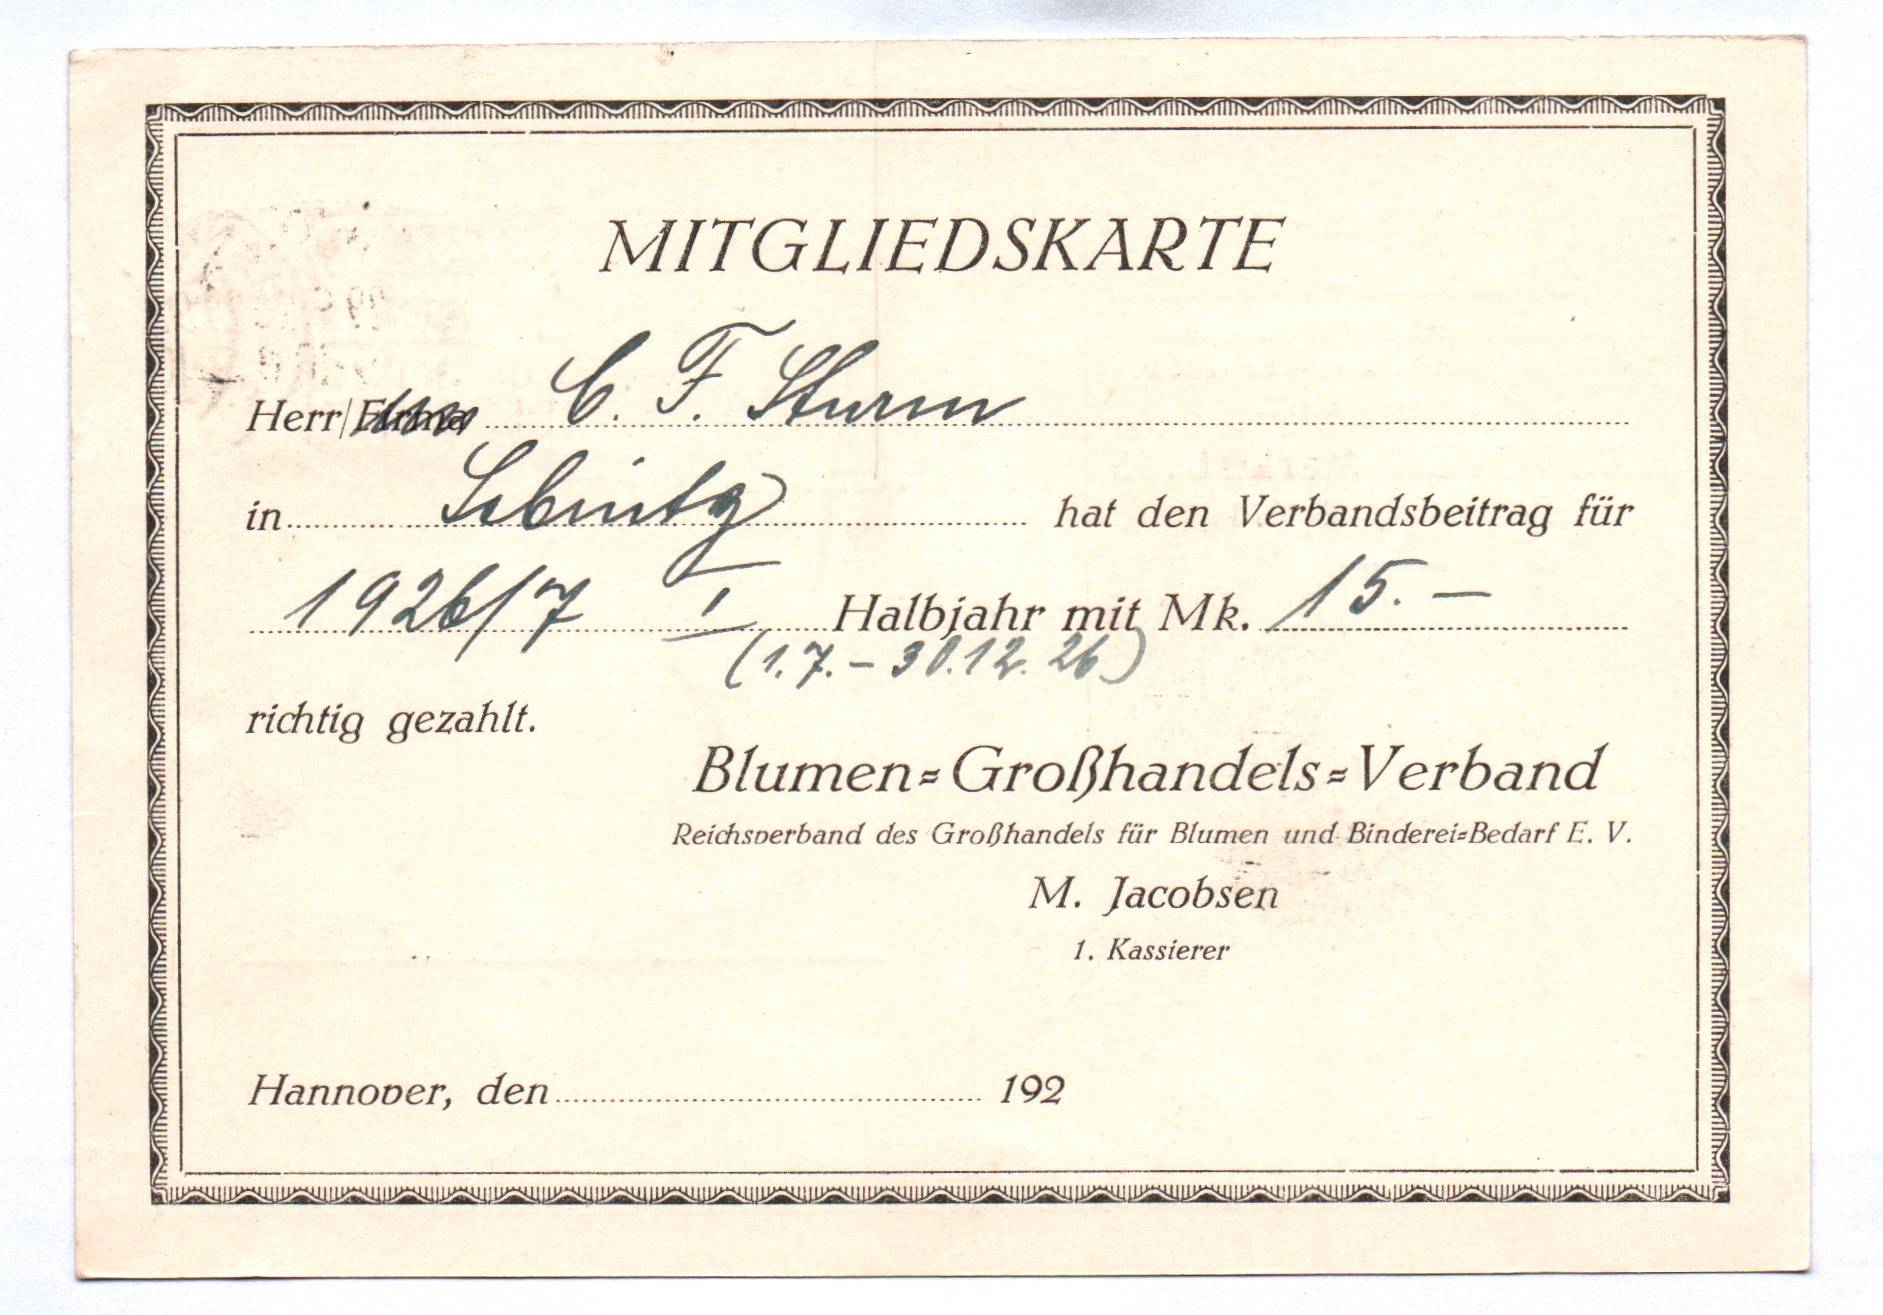 MITGLIEDSKARTE
Herr/Firma C. F. Sturm
in Sebnitz hat den Verbandsbeitrag für
1926/7 I Halbjahr mit Mk. 15.—
(1.7. – 30.12.26)
richtig gezahlt.
Blumen=Großhandels=Verband
Reichsverband des Großhandels für Blumen und Binderei=Bedarf E. V.
M. Jacobsen
1. Kassierer
Hannover, den 192